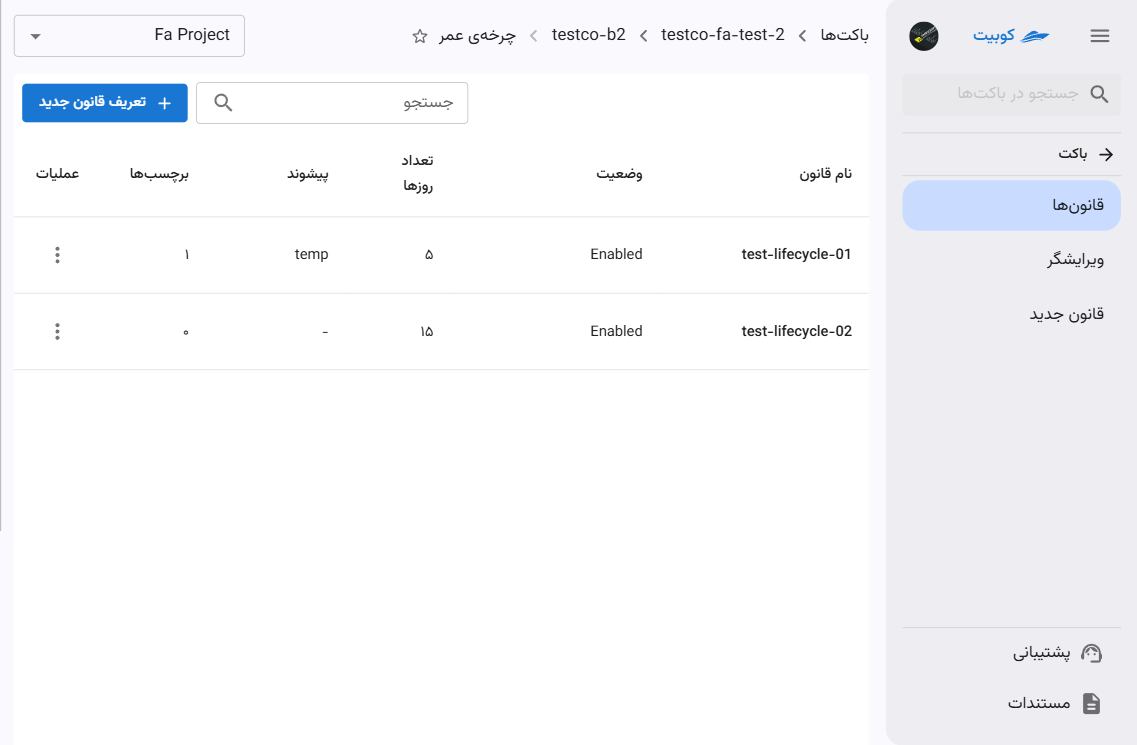 کوبیت
جستجو در باکت‌ها
باکت
قانون‌ها
ویرایشگر
قانون جدید
پشتیبانی
مستندات
باکت‌ها
testco-fa-test-2
testco-b2
چرخه‌ی عمر
Fa Project
جستجو
تعریف قانون جدید
نام قانون
وضعیت
تعداد
روزها
پیشوند
برچسب‌ها
عملیات
test-lifecycle-01
Enabled
۵
temp
۱
test-lifecycle-02
Enabled
۱۵
-
۰